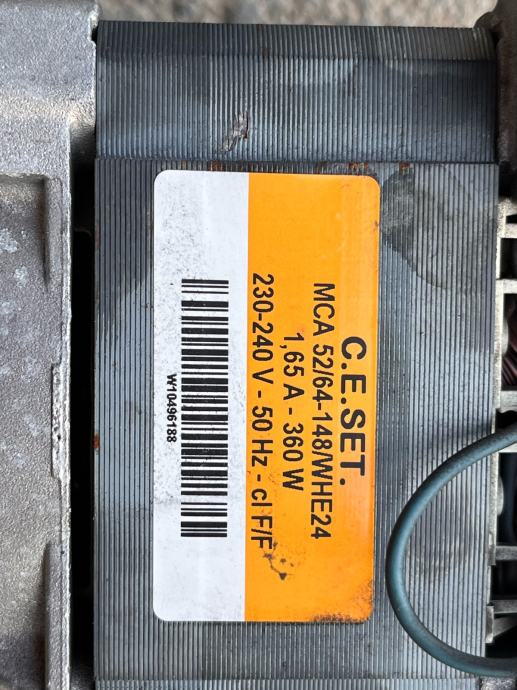 C.E.SET.
MCA 52/64-148/WHE24
1,65 A - 360 W
230-240 V - 50 Hz - cl F/F
W10496188